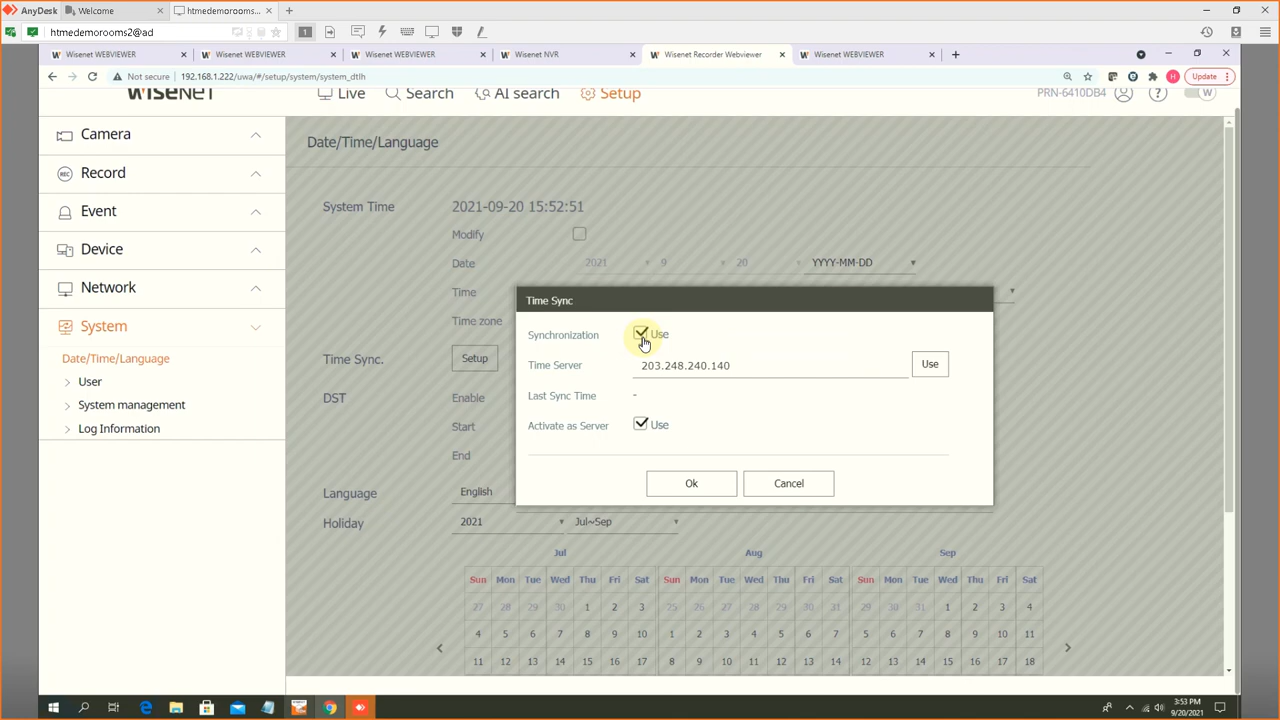 AnyDesk Welcome htmedemorooms...
htmedemorooms2@ad 1
Wisenet WEBVIEWER Wisenet WEBVIEWER Wisenet WEBVIEWER Wisenet NVR Wisenet Recorder Webviewer Wisenet WEBVIEWER
Not secure 192.168.1.222/uwa/#/setup/system/system_dtlh H Update
WISENET Live Search AI search Setup PRN-6410DB4 W
Camera
Record
Event
Device
Network
System
Date/Time/Language
User
System management
Log Information
Date/Time/Language
System Time 2021-09-20 15:52:51
Modify
Date 2021 9 20 YYYY-MM-DD
Time
Time zone
Time Sync. Setup
DST Enable
Start
End
Language English
Holiday 2021 Jul~Sep
Time Sync
Synchronization Use
Time Server 203.248.240.140 Use
Last Sync Time -
Activate as Server Use
Ok Cancel
Jul Aug Sep
Sun Mon Tue Wed Thu Fri Sat Sun Mon Tue Wed Thu Fri Sat Sun Mon Tue Wed Thu Fri Sat
27 28 29 30 1 2 3 25 26 27 28 29 30 31 29 30 31 1 2 3 4
4 5 6 7 8 9 10 1 2 3 4 5 6 7 5 6 7 8 9 10 11
11 12 13 14 15 16 17 8 9 10 11 12 13 14 12 13 14 15 16 17 18
3:53 PM
9/20/2021